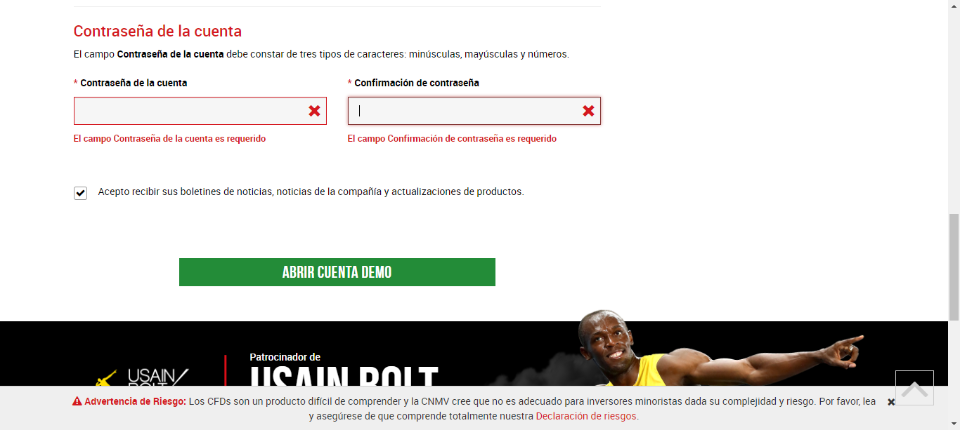 Contraseña de la cuenta
El campo Contraseña de la cuenta debe constar de tres tipos de caracteres: minúsculas, mayúsculas y números.
* Contraseña de la cuenta
* Confirmación de contraseña
El campo Contraseña de la cuenta es requerido
El campo Confirmación de contraseña es requerido
Acepto recibir sus boletines de noticias, noticias de la compañía y actualizaciones de productos.
ABRIR CUENTA DEMO
Patrocinador de
USAIN BOLT
USAIN
BOLT
Advertencia de Riesgo: Los CFDs son un producto difícil de comprender y la CNMV cree que no es adecuado para inversores minoristas dada su complejidad y riesgo. Por favor, lea
y asegúrese de que comprende totalmente nuestra Declaración de riesgos.